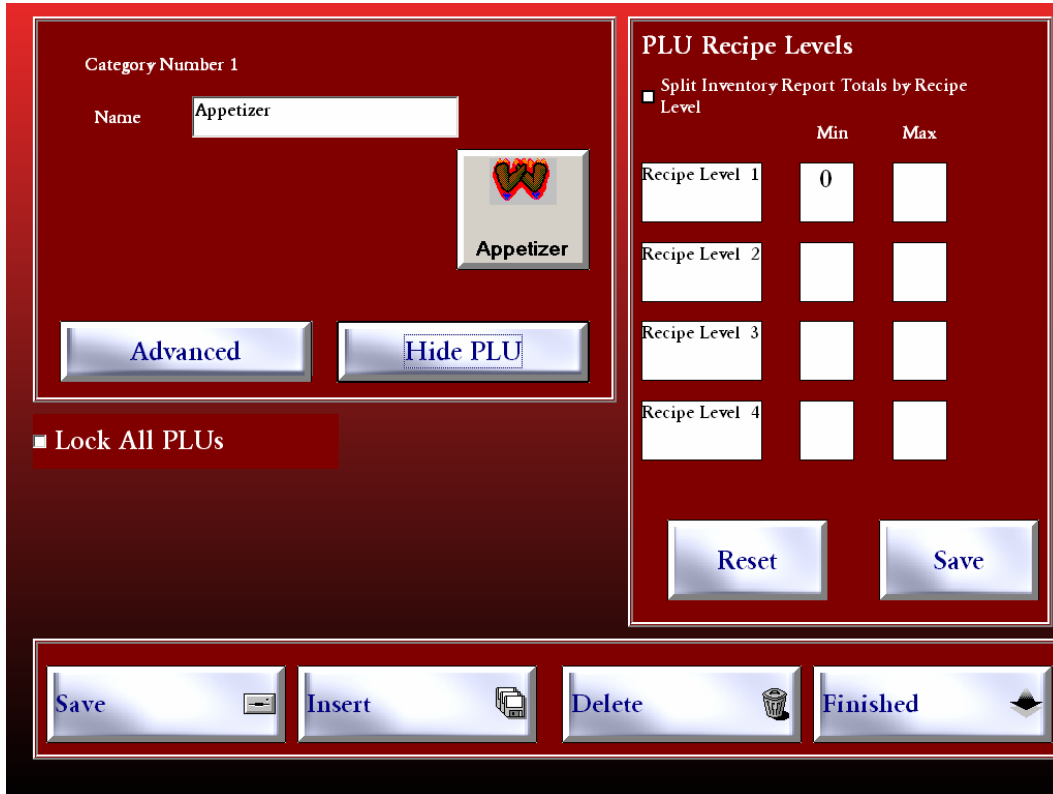 Category Number 1
Name
Appetizer
Appetizer
Advanced
Hide PLU
Lock All PLUs
PLU Recipe Levels
Split Inventory Report Totals by Recipe
Level
Min Max
Recipe Level 1 0
Recipe Level 2
Recipe Level 3
Recipe Level 4
Reset Save
Save Insert Delete Finished